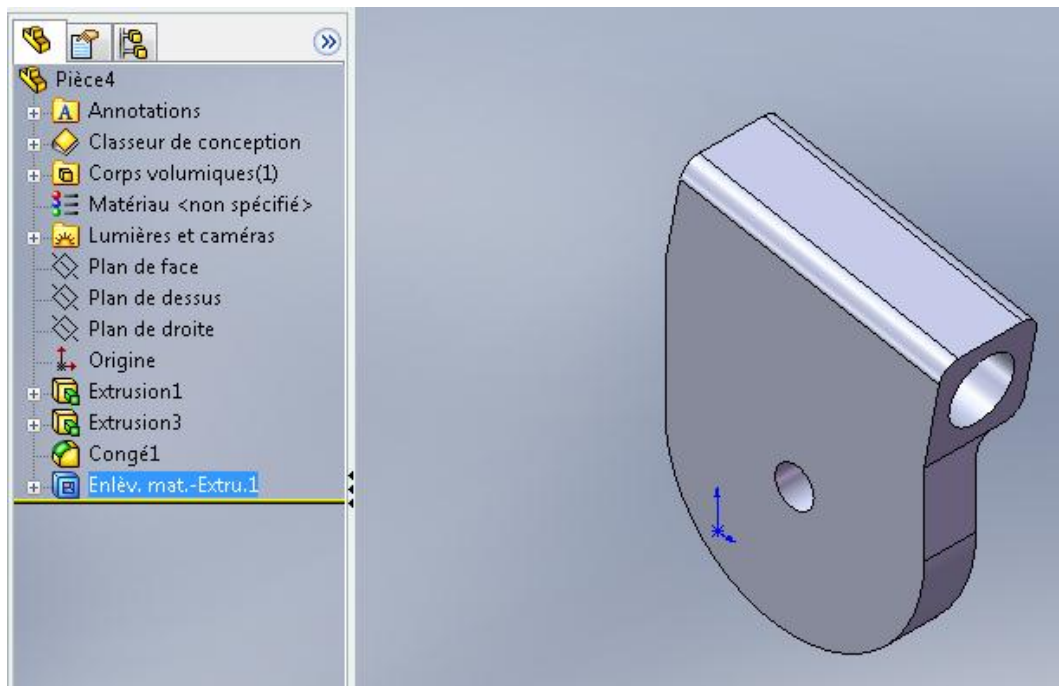 Pièce4
Annotations
Classeur de conception
Corps volumiques(1)
Matériau <non spécifié>
Lumières et caméras
Plan de face
Plan de dessus
Plan de droite
Origine
Extrusion1
Extrusion3
Congé1
Enlèv. mat.-Extru.1